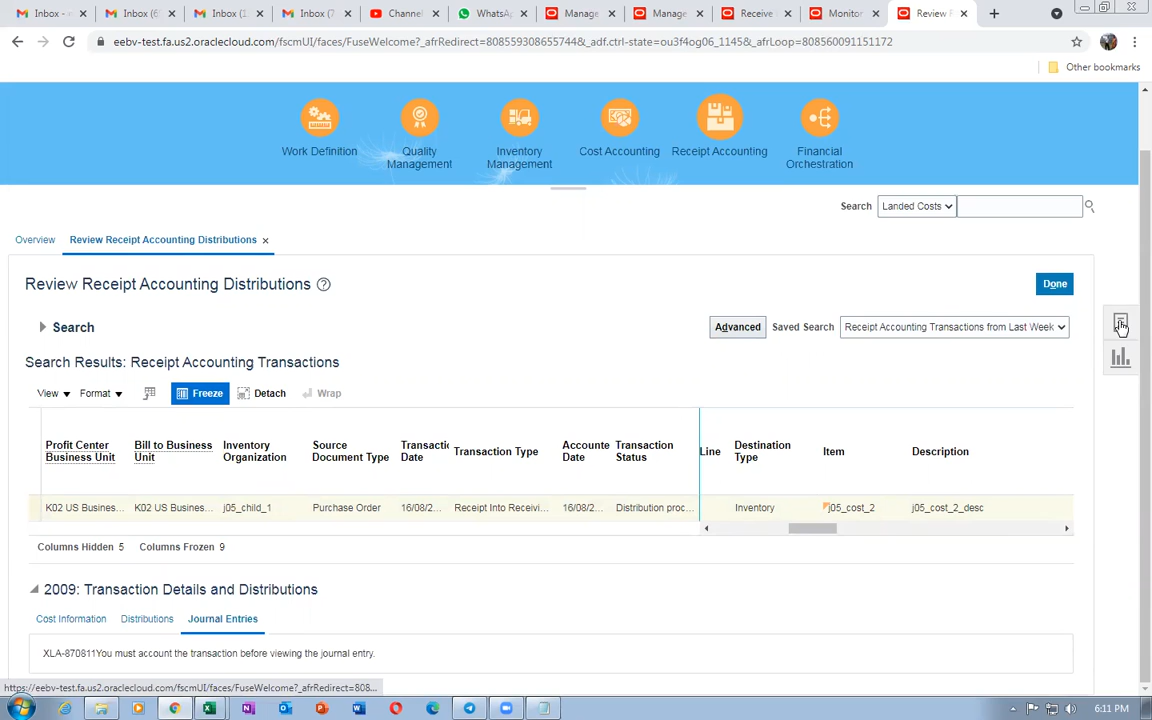 Inbox -
Inbox (6
Inbox (1
Inbox (7
Channel
WhatsA
Manage
Manage
Receive
Monitor
Review F
eebv-test.fa.us2.oraclecloud.com/fscmUI/faces/FuseWelcome?_afrRedirect=808559308655744&_adf.ctrl-state=ou3f4og06_1145&_afrLoop=808560091151172
Other bookmarks
Work Definition
Quality Management
Inventory Management
Cost Accounting
Receipt Accounting
Financial Orchestration
Search Landed Costs
Overview Review Receipt Accounting Distributions
Review Receipt Accounting Distributions
Done
Search
Advanced Saved Search Receipt Accounting Transactions from Last Week
Search Results: Receipt Accounting Transactions
View Format Freeze Detach Wrap
Profit Center Business Unit
Bill to Business Unit
Inventory Organization
Source Document Type
Transactic Date
Transaction Type
Accounte Date
Transaction Status
Line
Destination Type
Item
Description
K02 US Busines... K02 US Busines... j05_child_1 Purchase Order 16/08/2... Receipt Into Receivi... 16/08/2... Distribution proc... Inventory j05_cost_2 j05_cost_2_desc
Columns Hidden 5 Columns Frozen 9
2009: Transaction Details and Distributions
Cost Information Distributions Journal Entries
XLA-870811You must account the transaction before viewing the journal entry.
https://eebv-test.fa.us2.oraclecloud.com/fscmUI/faces/FuseWelcome?_afrRedirect=808...
6:11 PM